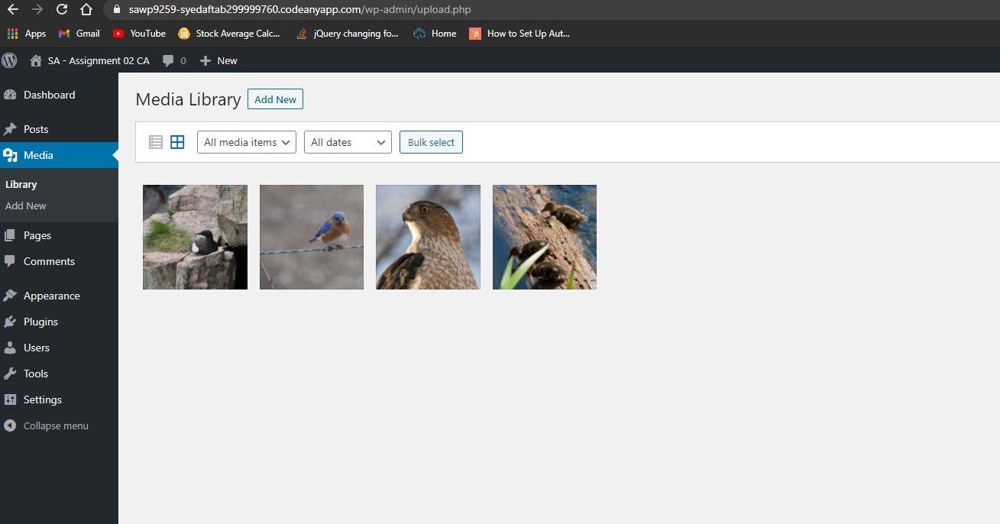 sawp9259-syedaftab299999760.codeanyapp.com/wp-admin/upload.php
Apps Gmail YouTube Stock Average Calc... jQuery changing fo... Home How to Set Up Aut...
SA - Assignment 02 CA 0 New
Dashboard
Posts
Media
Library
Add New
Pages
Comments
Appearance
Plugins
Users
Tools
Settings
Collapse menu
Media Library Add New
All media items All dates Bulk select